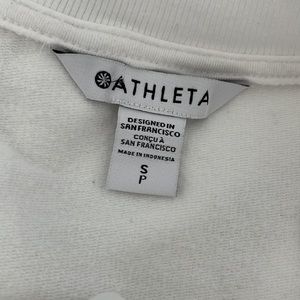 ATHLETA
DESIGNED IN
SAN FRANCISCO
CONÇU À
SAN FRANCISCO
MADE IN INDONESIA
S
P